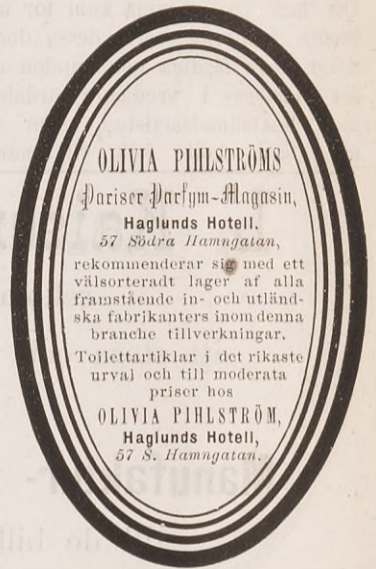 OLIVIA PIHLSTRÖMS
Pariser Parfym-Magasin,
Haglunds Hotell.
57 Södra Hamngatan,
rekommenderar sig med ett
välsorteradt lager af alla
framstående in- och utländ-
ska fabrikanters inom denna
branche tillverkningar.
Toilettartiklar i det rikaste
urval och till moderata
priser hos
OLIVIA PIHLSTRÖM,
Haglunds Hotell,
57 S. Hamngatan.